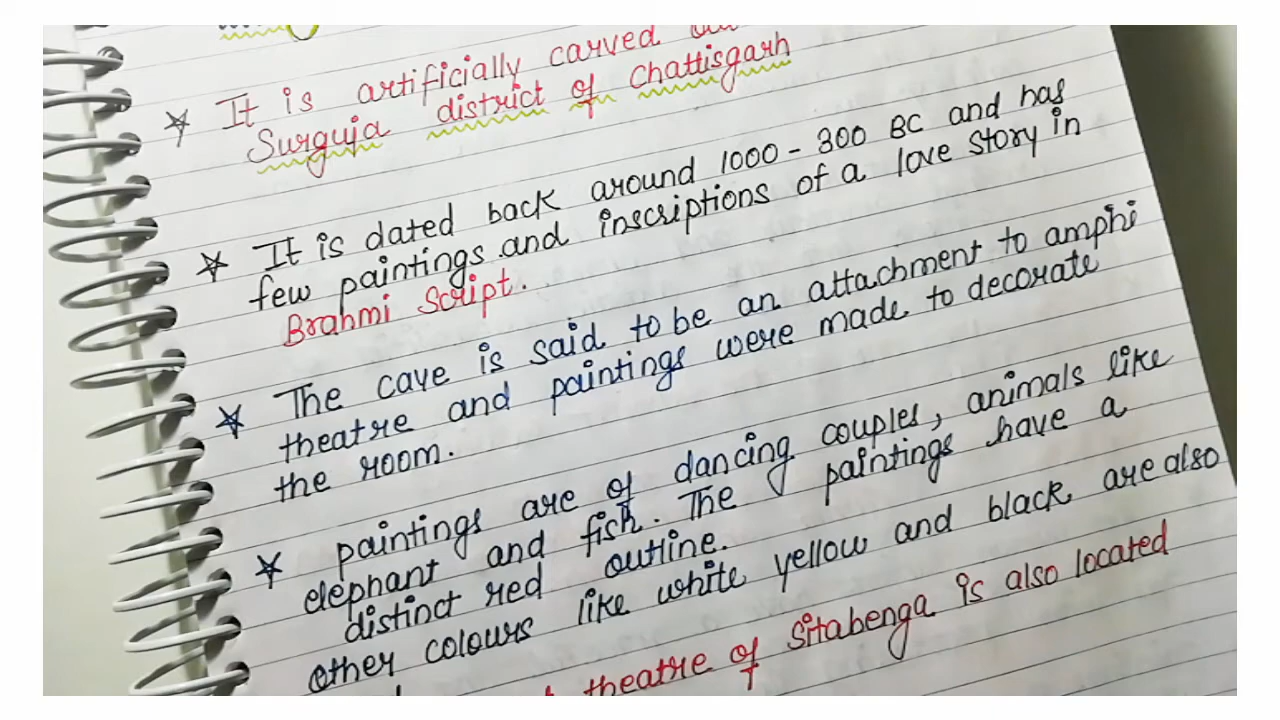 It is artificially carved
Surguja district of Chattisgarh
It is dated back around 1000 - 300 BC and has
few paintings and inscriptions of a love story in
Brahmi Script.
The cave is said to be an attachment to amphi
theatre and paintings were made to decorate
the room.
paintings are of dancing couples, animals like
elephant and fish. The paintings have a
distinct red outline.
other colours like white yellow and black are also
theatre of Sitabenga is also located